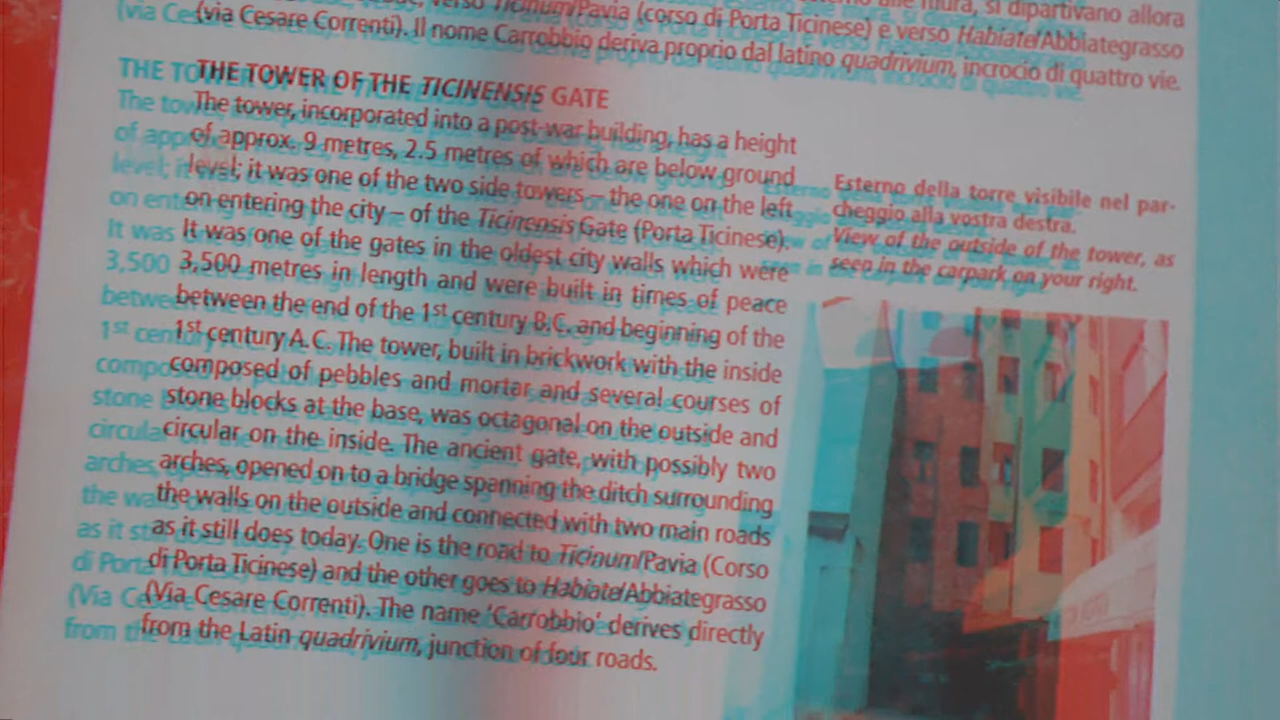 verso Ticinum/Pavia (corso di Porta Ticinese) e verso Habiate/Abbiategrasso
(via Cesare Correnti). Il nome Carrobbio deriva proprio dal latino quadrivium, incrocio di quattro vie.
THE TOWER OF THE TICINENSIS GATE
The tower, incorporated into a post-war building, has a height
of approx. 9 metres, 2.5 metres of which are below ground
level; it was one of the two side towers – the one on the left
on entering the city – of the Ticinensis Gate (Porta Ticinese).
It was one of the gates in the oldest city walls which were
3,500 metres in length and were built in times of peace
between the end of the 1st century B.C. and beginning of the
1st century A.C. The tower, built in brickwork with the inside
composed of pebbles and mortar and several courses of
stone blocks at the base, was octagonal on the outside and
circular on the inside. The ancient gate, with possibly two
arches, opened on to a bridge spanning the ditch surrounding
the walls on the outside and connected with two main roads
as it still does today. One is the road to Ticinum/Pavia (Corso
di Porta Ticinese) and the other goes to Habiate/Abbiategrasso
(Via Cesare Correnti). The name 'Carrobbio' derives directly
from the Latin quadrivium, junction of four roads.
Esterno della torre visibile nel par-
cheggio alla vostra destra.
View of the outside of the tower, as
seen in the carpark on your right.